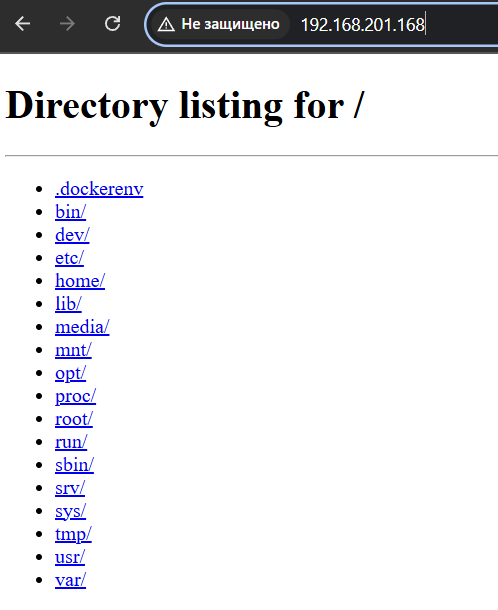 Не защищено 192.168.201.168
Directory listing for /
.dockerenv
bin/
dev/
etc/
home/
lib/
media/
mnt/
opt/
proc/
root/
run/
sbin/
srv/
sys/
tmp/
usr/
var/